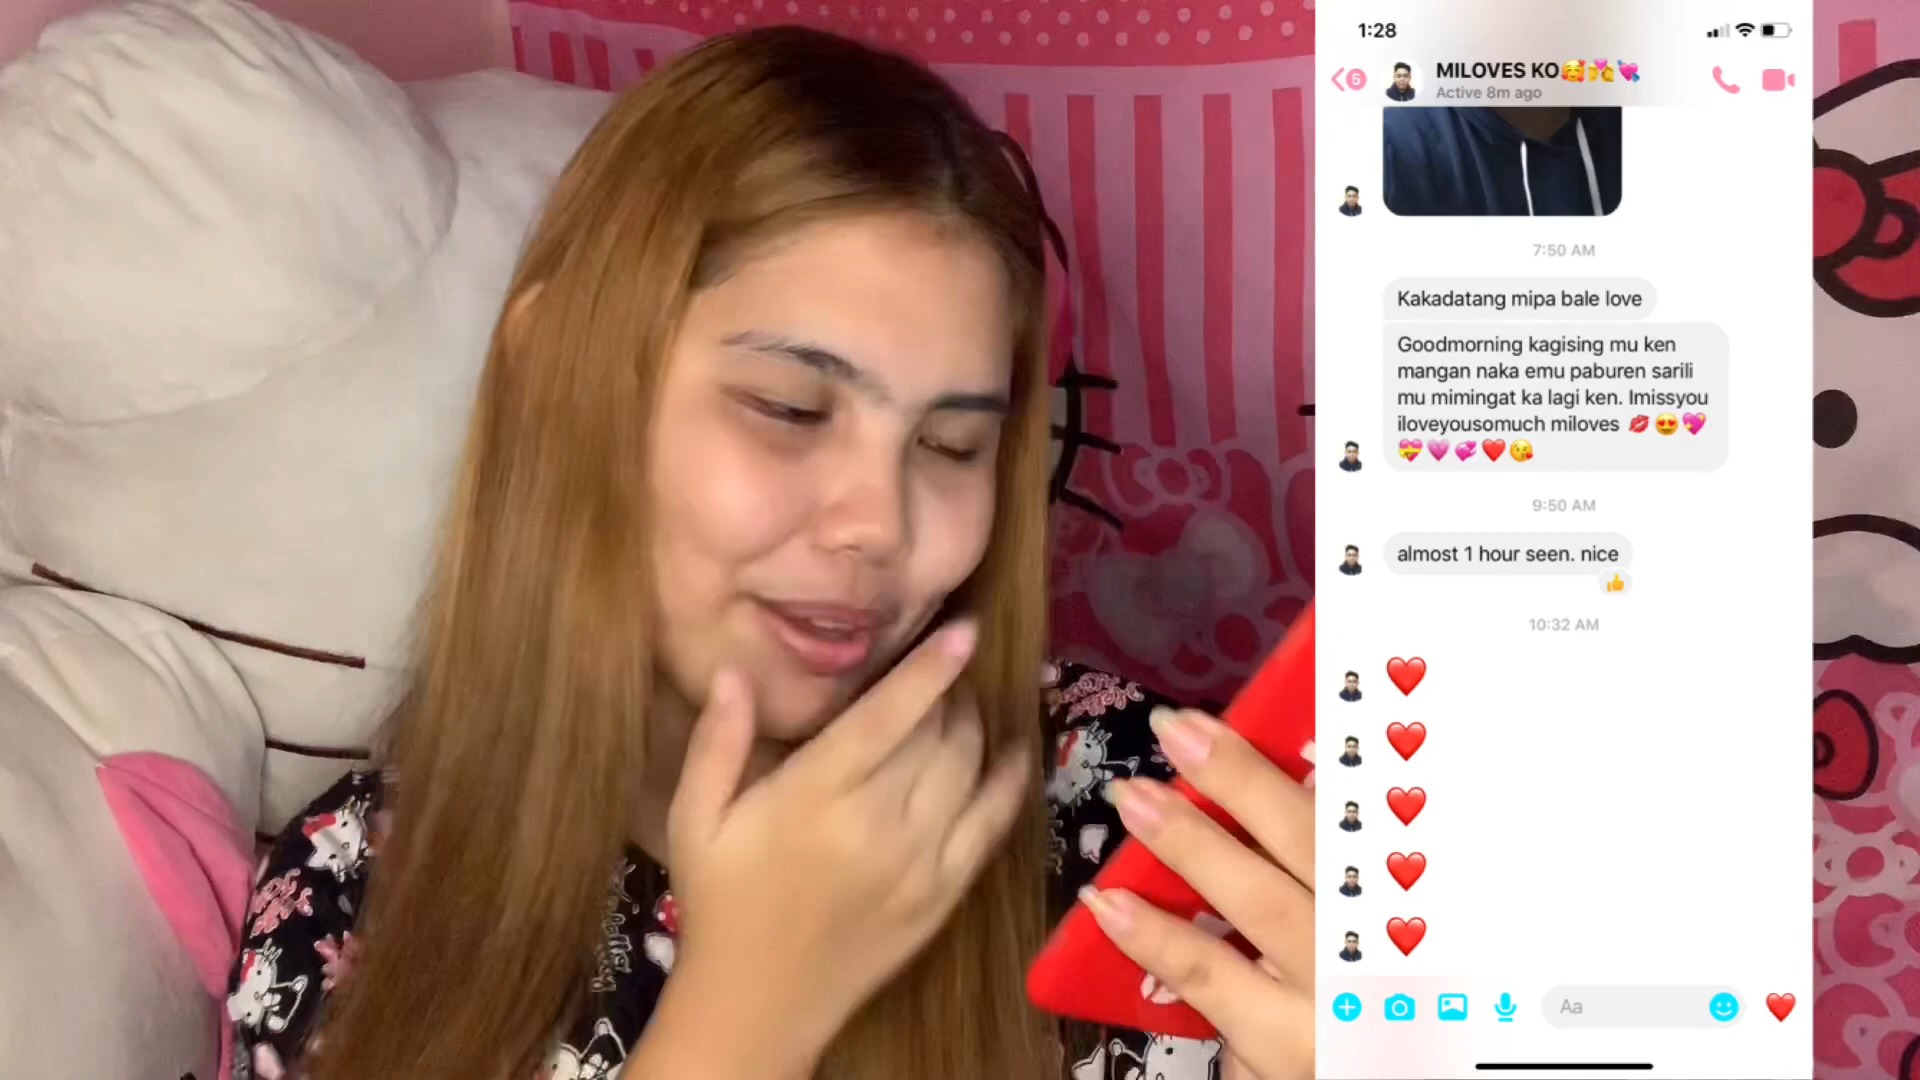 1:28
5
MILOVES KO🥰💏💘
Active 8m ago
7:50 AM
Kakadatang mipa bale love
Goodmorning kagising mu ken
mangan naka emu paburen sarili
mu mimingat ka lagi ken. Imissyou
iloveyousomuch miloves 💋😍💖
💝💗💞❤️😘
9:50 AM
almost 1 hour seen. nice
👍
10:32 AM
❤️
❤️
❤️
❤️
❤️
Aa